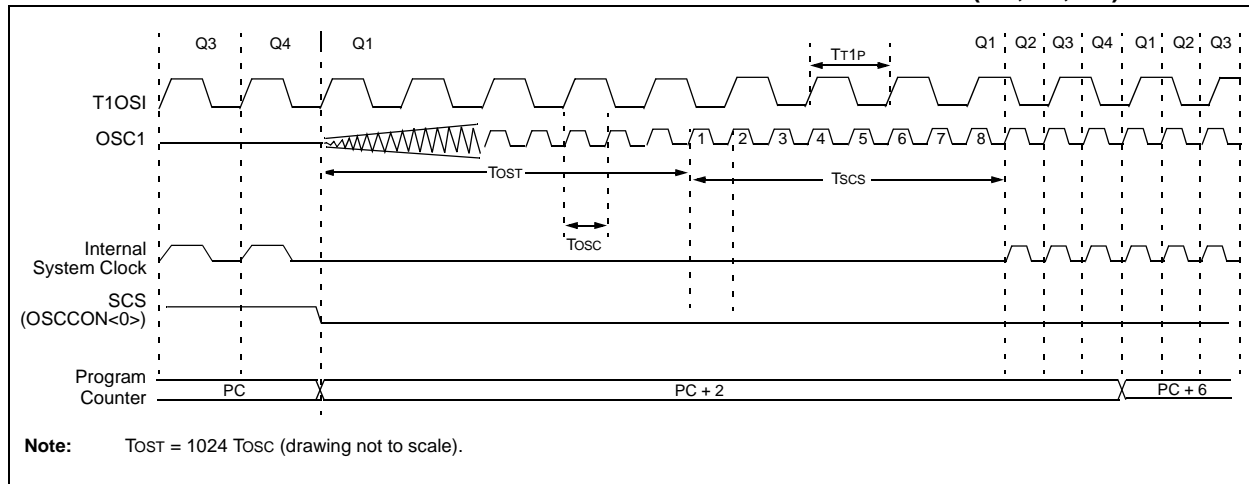 Q3 Q4 Q1 Q1 Q2 Q3 Q4 Q1 Q2 Q3
TT1P
T1OSI
OSC1
1 2 3 4 5 6 7 8
TOST
TSCS
TOSC
Internal
System Clock
SCS
(OSCCON<0>)
Program
Counter
PC PC + 2 PC + 6
Note: TOST = 1024 TOSC (drawing not to scale).